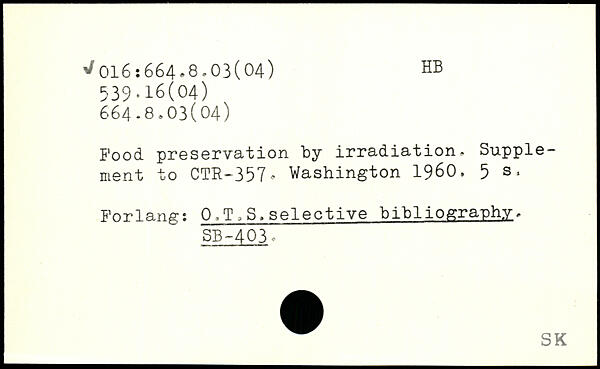 ✓016:664.8.03(04) HB
539.16(04)
664.8.03(04)
Food preservation by irradiation. Supple-
ment to CTR-357. Washington 1960. 5 s.
Forlang: O.T.S.selective bibliography.
SB-403.
SK